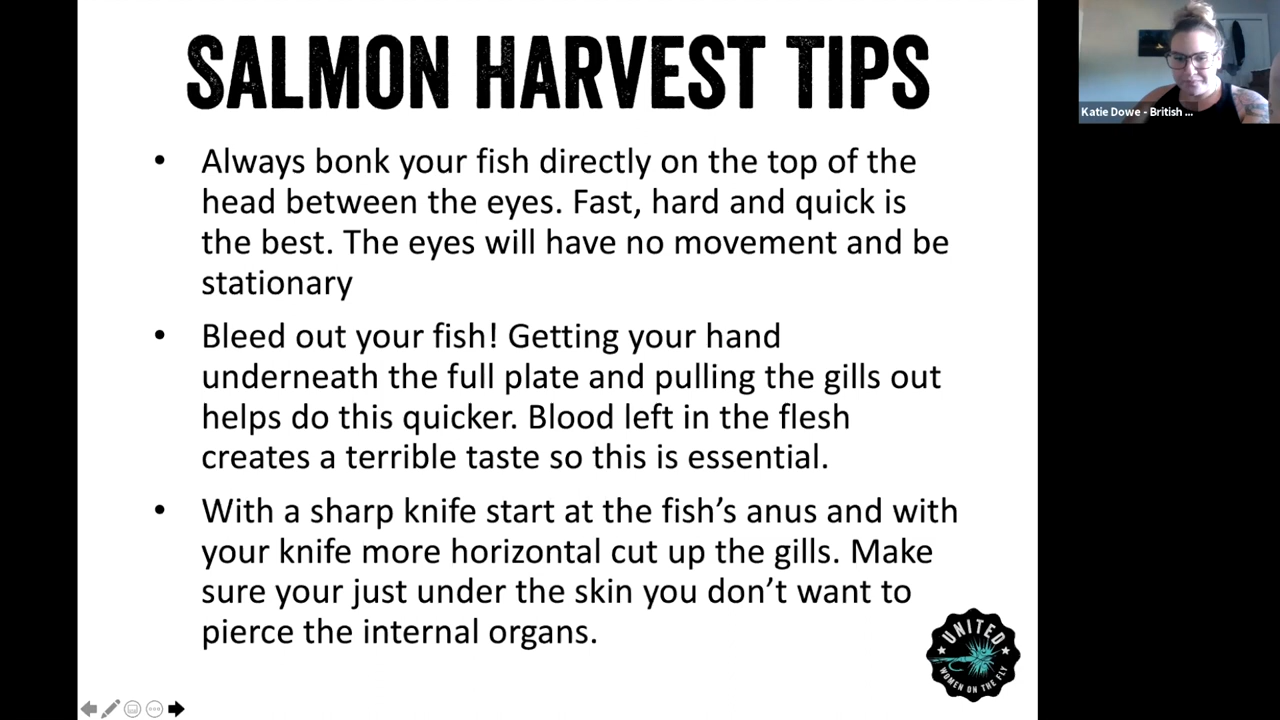 SALMON HARVEST TIPS
• Always bonk your fish directly on the top of the
head between the eyes. Fast, hard and quick is
the best. The eyes will have no movement and be
stationary
• Bleed out your fish! Getting your hand
underneath the full plate and pulling the gills out
helps do this quicker. Blood left in the flesh
creates a terrible taste so this is essential.
• With a sharp knife start at the fish’s anus and with
your knife more horizontal cut up the gills. Make
sure your just under the skin you don’t want to
pierce the internal organs.
UNITED
WOMEN ON THE FLY
Katie Dowe - British ...